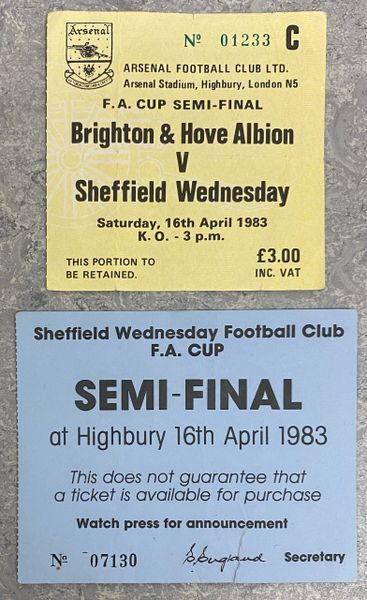 Arsenal
Nº 01233 C
ARSENAL FOOTBALL CLUB LTD.
Arsenal Stadium, Highbury, London N5
F.A. CUP SEMI-FINAL
Brighton & Hove Albion
V
Sheffield Wednesday
Saturday, 16th April 1983
K.O. - 3 p.m.
THIS PORTION TO
BE RETAINED.
£3.00
INC. VAT
Sheffield Wednesday Football Club
F.A. CUP
SEMI-FINAL
at Highbury 16th April 1983
This does not guarantee that
a ticket is available for purchase
Watch press for announcement
Nº 07130
Secretary